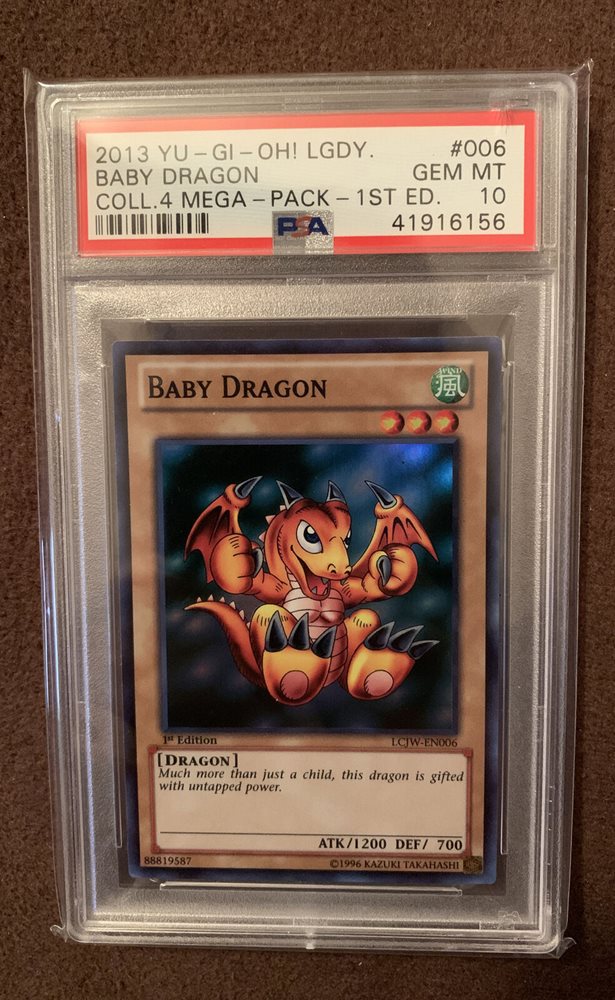 2013 YU-GI-OH! LGDY. #006
BABY DRAGON GEM MT
COLL.4 MEGA-PACK-1ST ED. 10
PSA 41916156
BABY DRAGON
WIND
風
1st Edition LCJW-EN006
[DRAGON]
Much more than just a child, this dragon is gifted
with untapped power.
ATK/1200 DEF/ 700
88819587 ©1996 KAZUKI TAKAHASHI